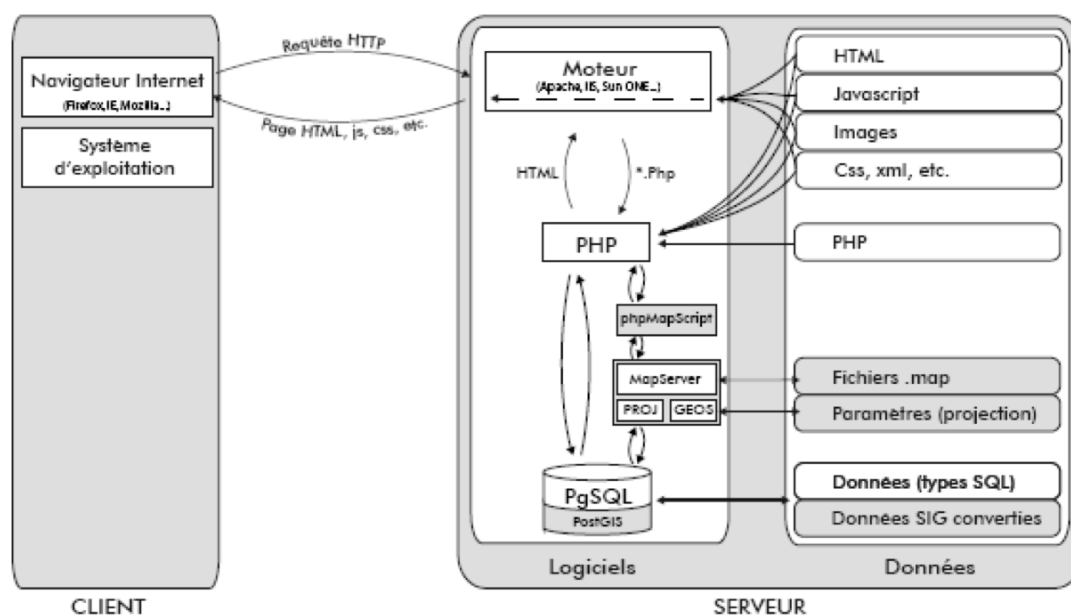 Navigateur Internet
(Firefox, IE, Mozilla...)
Système
d'exploitation
CLIENT
Requête HTTP
Page HTML, js, css, etc.
Moteur
(Apache, IIS, Sun ONE...)
HTML
*.Php
PHP
phpMapScript
MapServer
PROJ
GEOS
PgSQL
PostGIS
Logiciels
HTML
Javascript
Images
Css, xml, etc.
PHP
Fichiers .map
Paramètres (projection)
Données (types SQL)
Données SIG converties
Données
SERVEUR